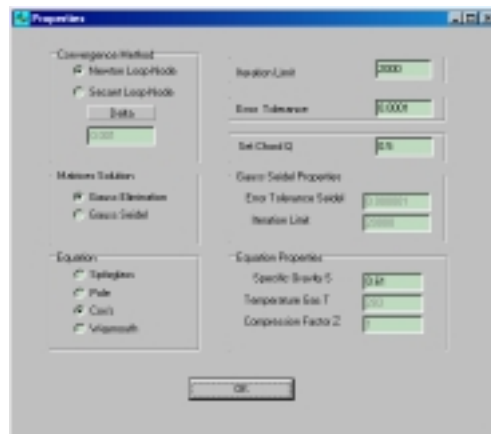 Properties
Convergence Method
Newton Loop-Node
Secant Loop-Node
Delta
0.001
Iteration Limit
2000
Error Tolerance
0.0001
Set Chord Q
Matrices Solution
Gauss Elimination
Gauss Seidel
Gauss Seidel Properties
Error Tolerance Seidel
Iteration Limit
20000
Equation
Spitzglass
Pole
Cox's
Weymouth
Equation Properties
Specific Gravity S
Temperature Gas T
Compression Factor Z
OK